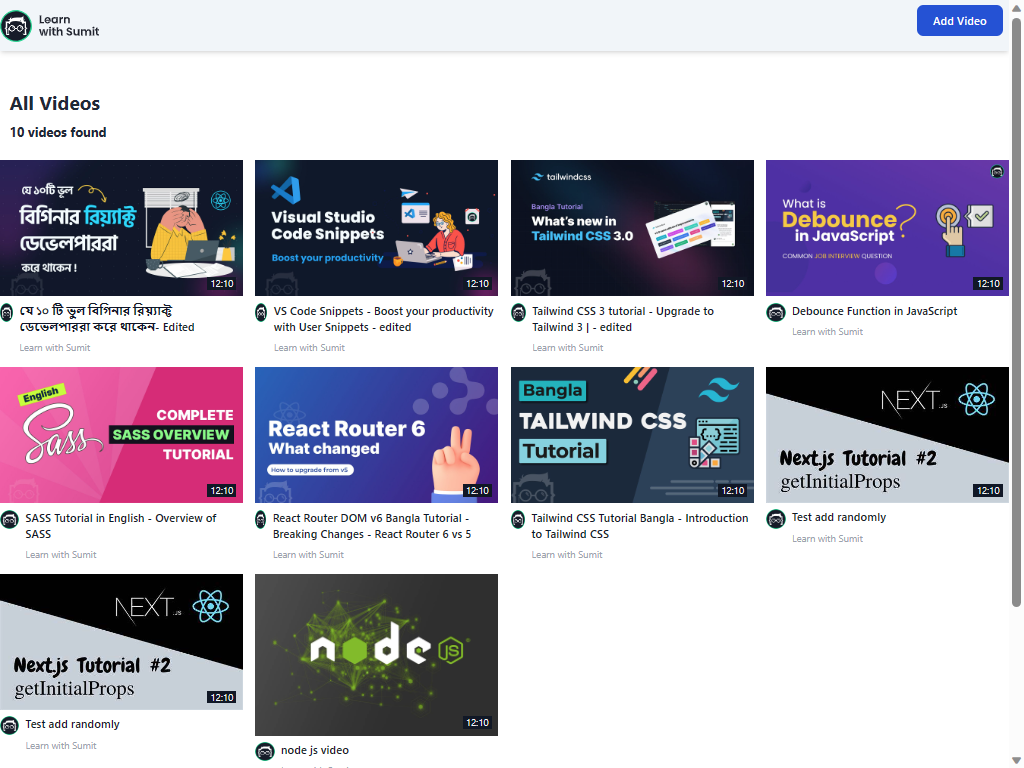 Learn
with Sumit
Add Video
All Videos
10 videos found
যে ১০টি ভুল
বিগিনার রিয়্যাক্ট
ডেভেলপাররা
করে থাকেন !
12:10
Visual Studio
Code Snippets
Boost your productivity
12:10
tailwindcss
Bangla Tutorial
What's new in
Tailwind CSS 3.0
12:10
What is
Debounce?
in JavaScript
COMMON JOB INTERVIEW QUESTION
12:10
যে ১০ টি ভুল বিগিনার রিয়্যাক্ট
ডেভেলপাররা করে থাকেন- Edited
Learn with Sumit
VS Code Snippets - Boost your productivity
with User Snippets - edited
Learn with Sumit
Tailwind CSS 3 tutorial - Upgrade to
Tailwind 3 | - edited
Learn with Sumit
Debounce Function in JavaScript
Learn with Sumit
English
Sass
COMPLETE
SASS OVERVIEW
TUTORIAL
12:10
React Router 6
What changed
How to upgrade from v5
12:10
Bangla
TAILWIND CSS
Tutorial
12:10
NEXT.JS
Next.js Tutorial #2
getInitialProps
12:10
SASS Tutorial in English - Overview of
SASS
Learn with Sumit
React Router DOM v6 Bangla Tutorial -
Breaking Changes - React Router 6 vs 5
Learn with Sumit
Tailwind CSS Tutorial Bangla - Introduction
to Tailwind CSS
Learn with Sumit
Test add randomly
Learn with Sumit
NEXT.JS
Next.js Tutorial #2
getInitialProps
12:10
node JS
12:10
Test add randomly
Learn with Sumit
node js video